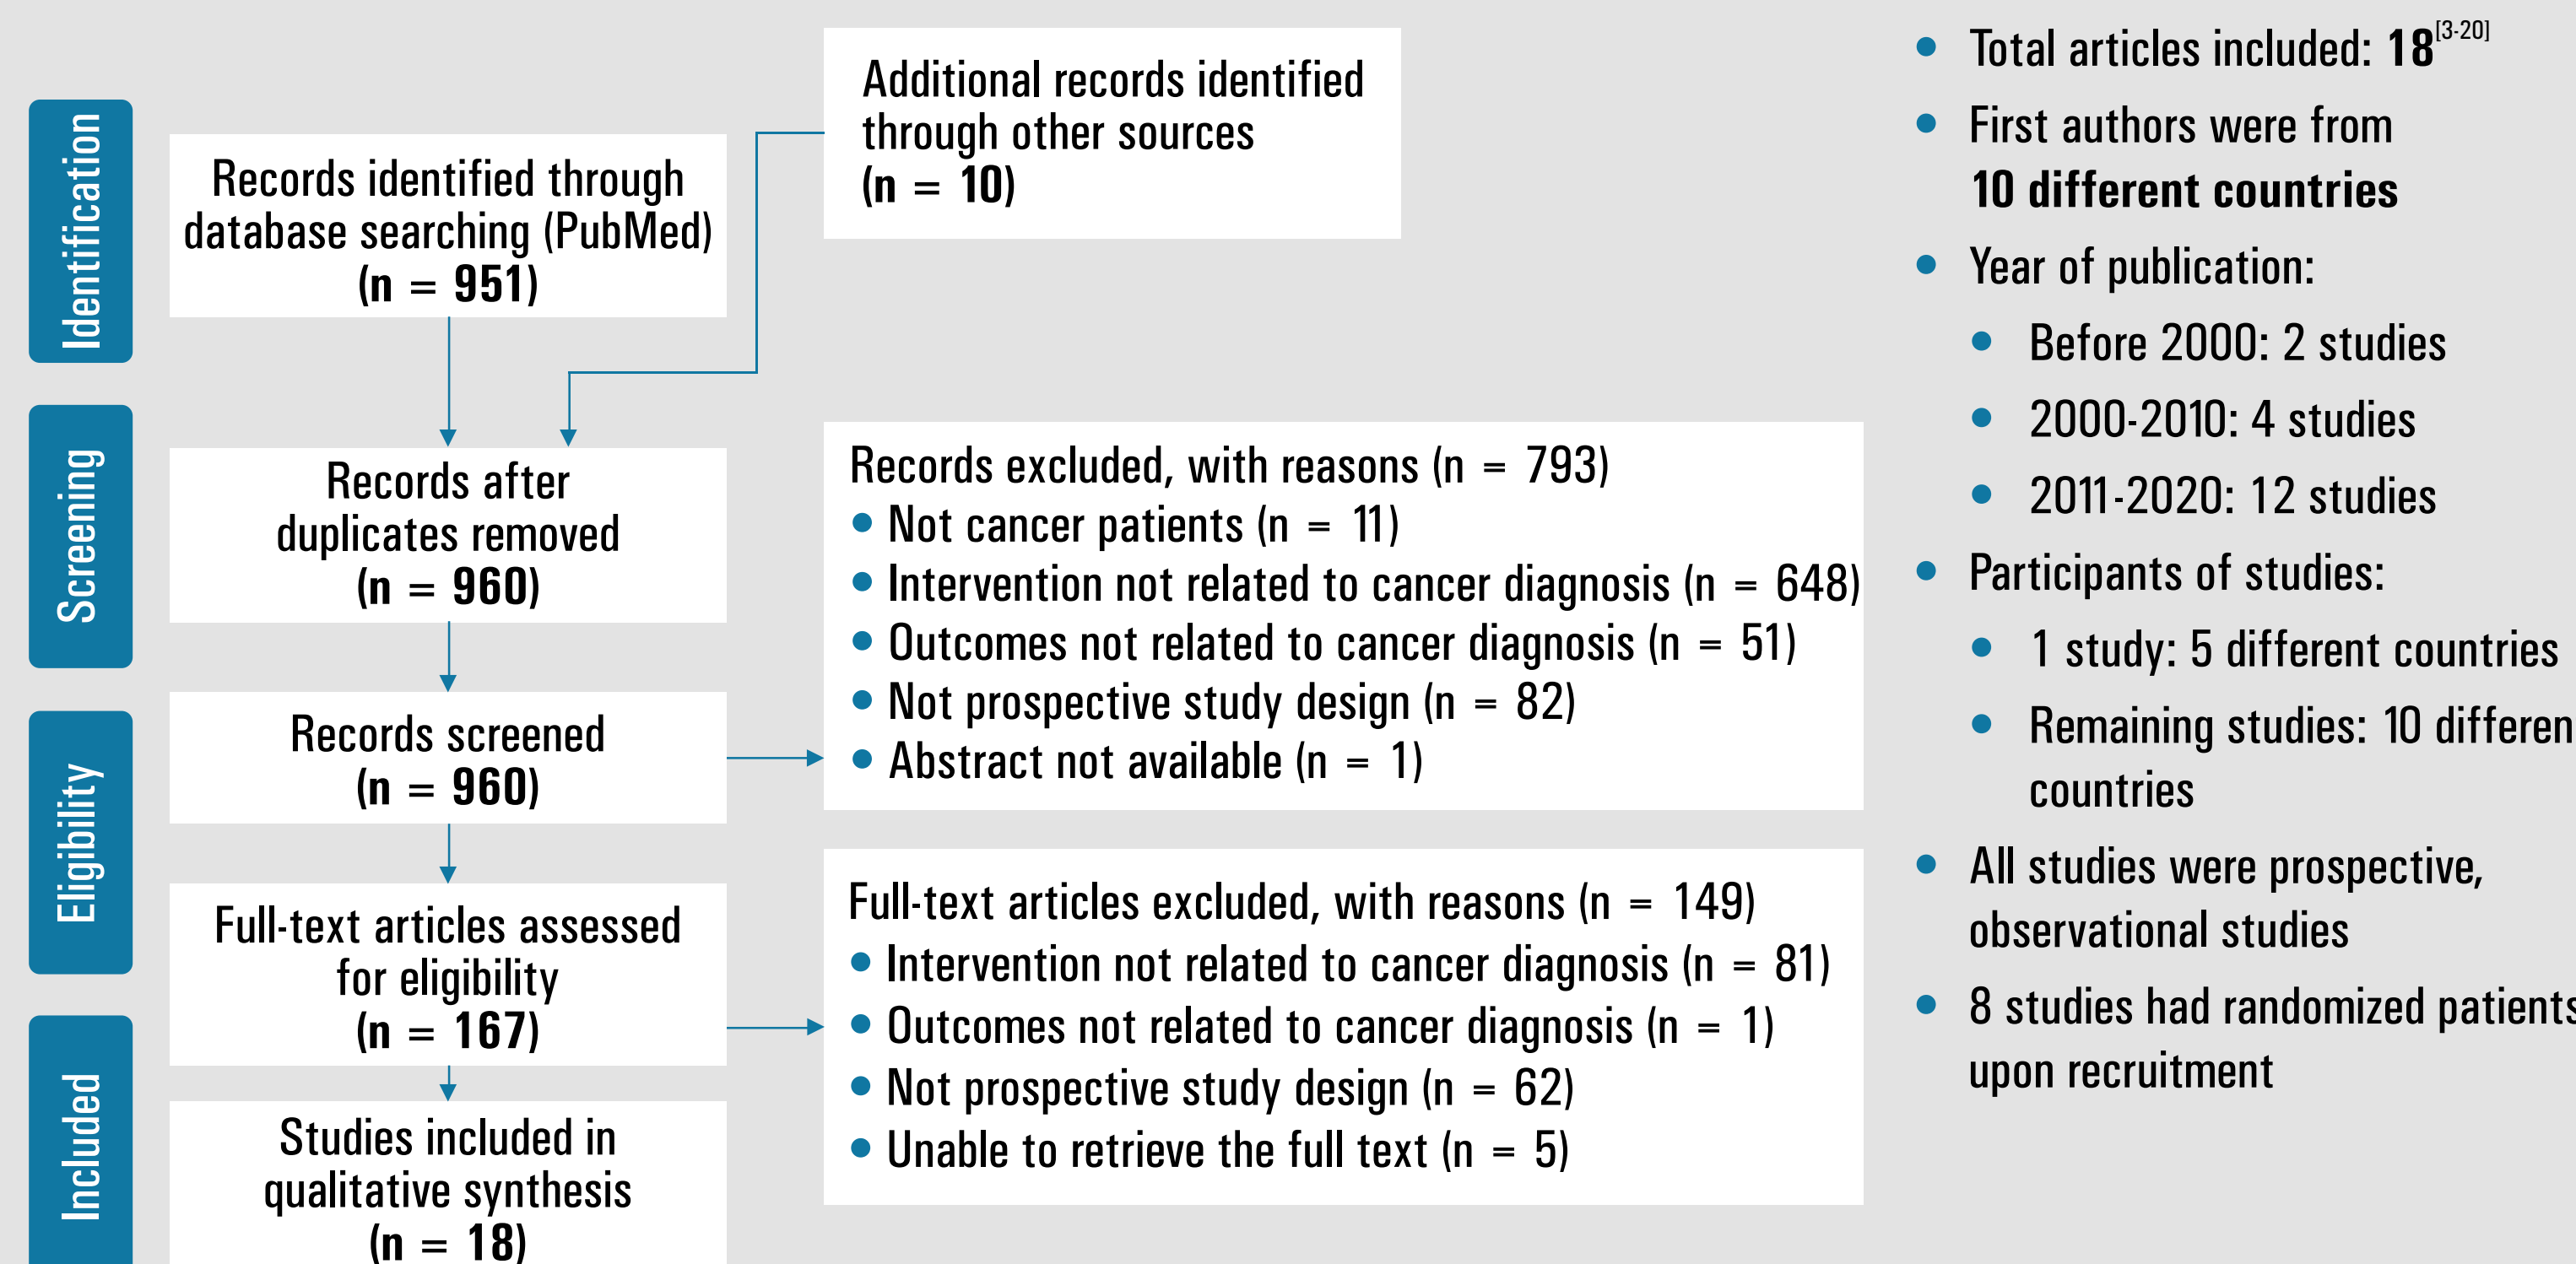 Identification
Records identified through
database searching (PubMed)
(n = 951)
Additional records identified
through other sources
(n = 10)
Screening
Records after
duplicates removed
(n = 960)
Records screened
(n = 960)
Records excluded, with reasons (n = 793)
• Not cancer patients (n = 11)
• Intervention not related to cancer diagnosis (n = 648)
• Outcomes not related to cancer diagnosis (n = 51)
• Not prospective study design (n = 82)
• Abstract not available (n = 1)
Eligibility
Full-text articles assessed
for eligibility
(n = 167)
Full-text articles excluded, with reasons (n = 149)
• Intervention not related to cancer diagnosis (n = 81)
• Outcomes not related to cancer diagnosis (n = 1)
• Not prospective study design (n = 62)
• Unable to retrieve the full text (n = 5)
Included
Studies included in
qualitative synthesis
(n = 18)
• Total articles included: 18[3-20]
• First authors were from
10 different countries
• Year of publication:
• Before 2000: 2 studies
• 2000-2010: 4 studies
• 2011-2020: 12 studies
• Participants of studies:
• 1 study: 5 different countries
• Remaining studies: 10 differen
countries
• All studies were prospective,
observational studies
• 8 studies had randomized patients
upon recruitment